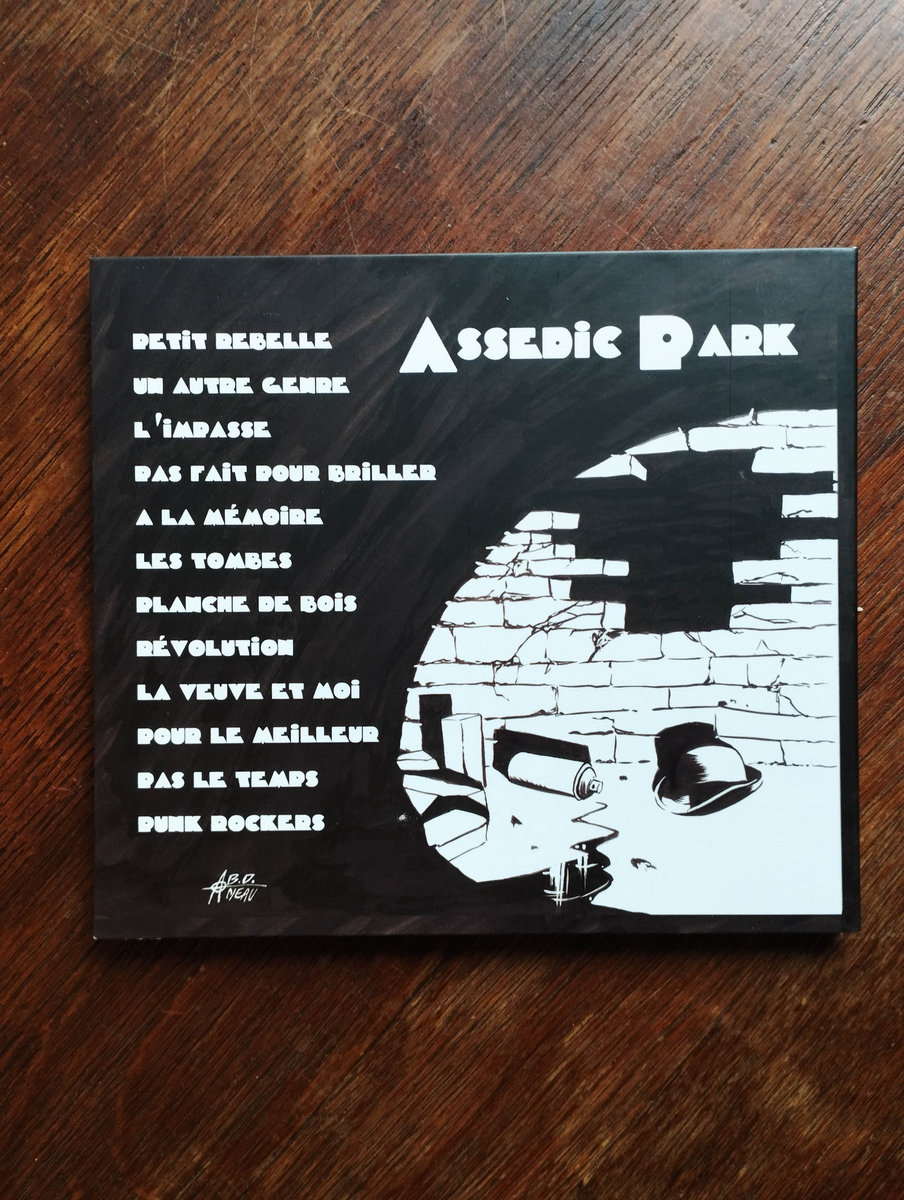 ASSEDiC PARK
PETiT REBELLE
UN AUTRE GENRE
L'iMPASSE
PAS FAiT POUR BRiLLER
A LA MÉMOiRE
LES TOMBES
PLANCHE DE BOiS
RÉVOLUTiON
LA VEUVE ET MOi
POUR LE MEiLLEUR
PAS LE TEMPS
PUNK ROCKERS
B.D.
NEAU